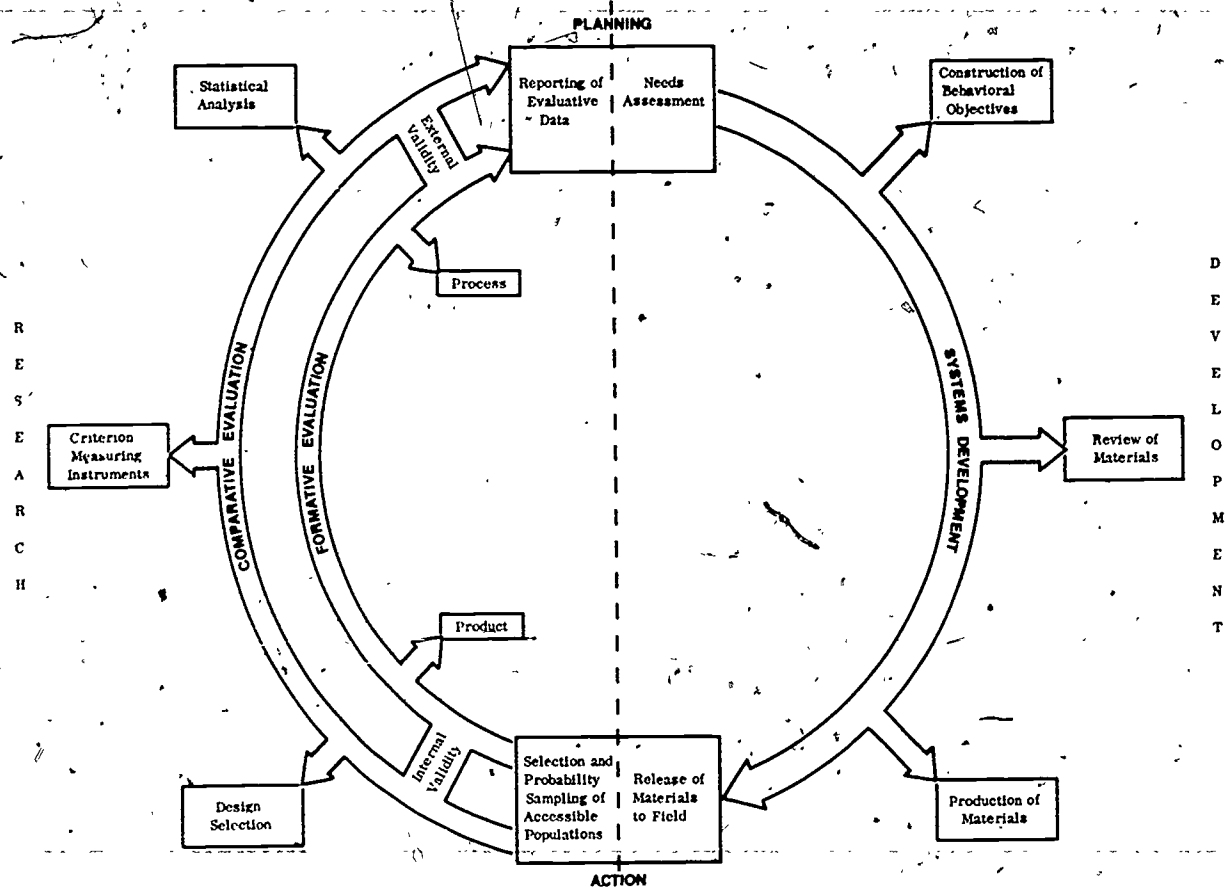 PLANNING
Reporting of
Evaluative
Data
Needs
Assessment
Statistical
Analysis
Construction of
Behavioral
Objectives
External
Validity
Process
RESEARCH
DEVELOPMENT
COMPARATIVE EVALUATION
FORMATIVE EVALUATION
SYSTEMS DEVELOPMENT
Criterion
Measuring
Instruments
Review of
Materials
Product
Internal
Validity
Selection and
Probability
Sampling of
Accessible
Populations
Release of
Materials
to Field
Design
Selection
Production of
Materials
ACTION